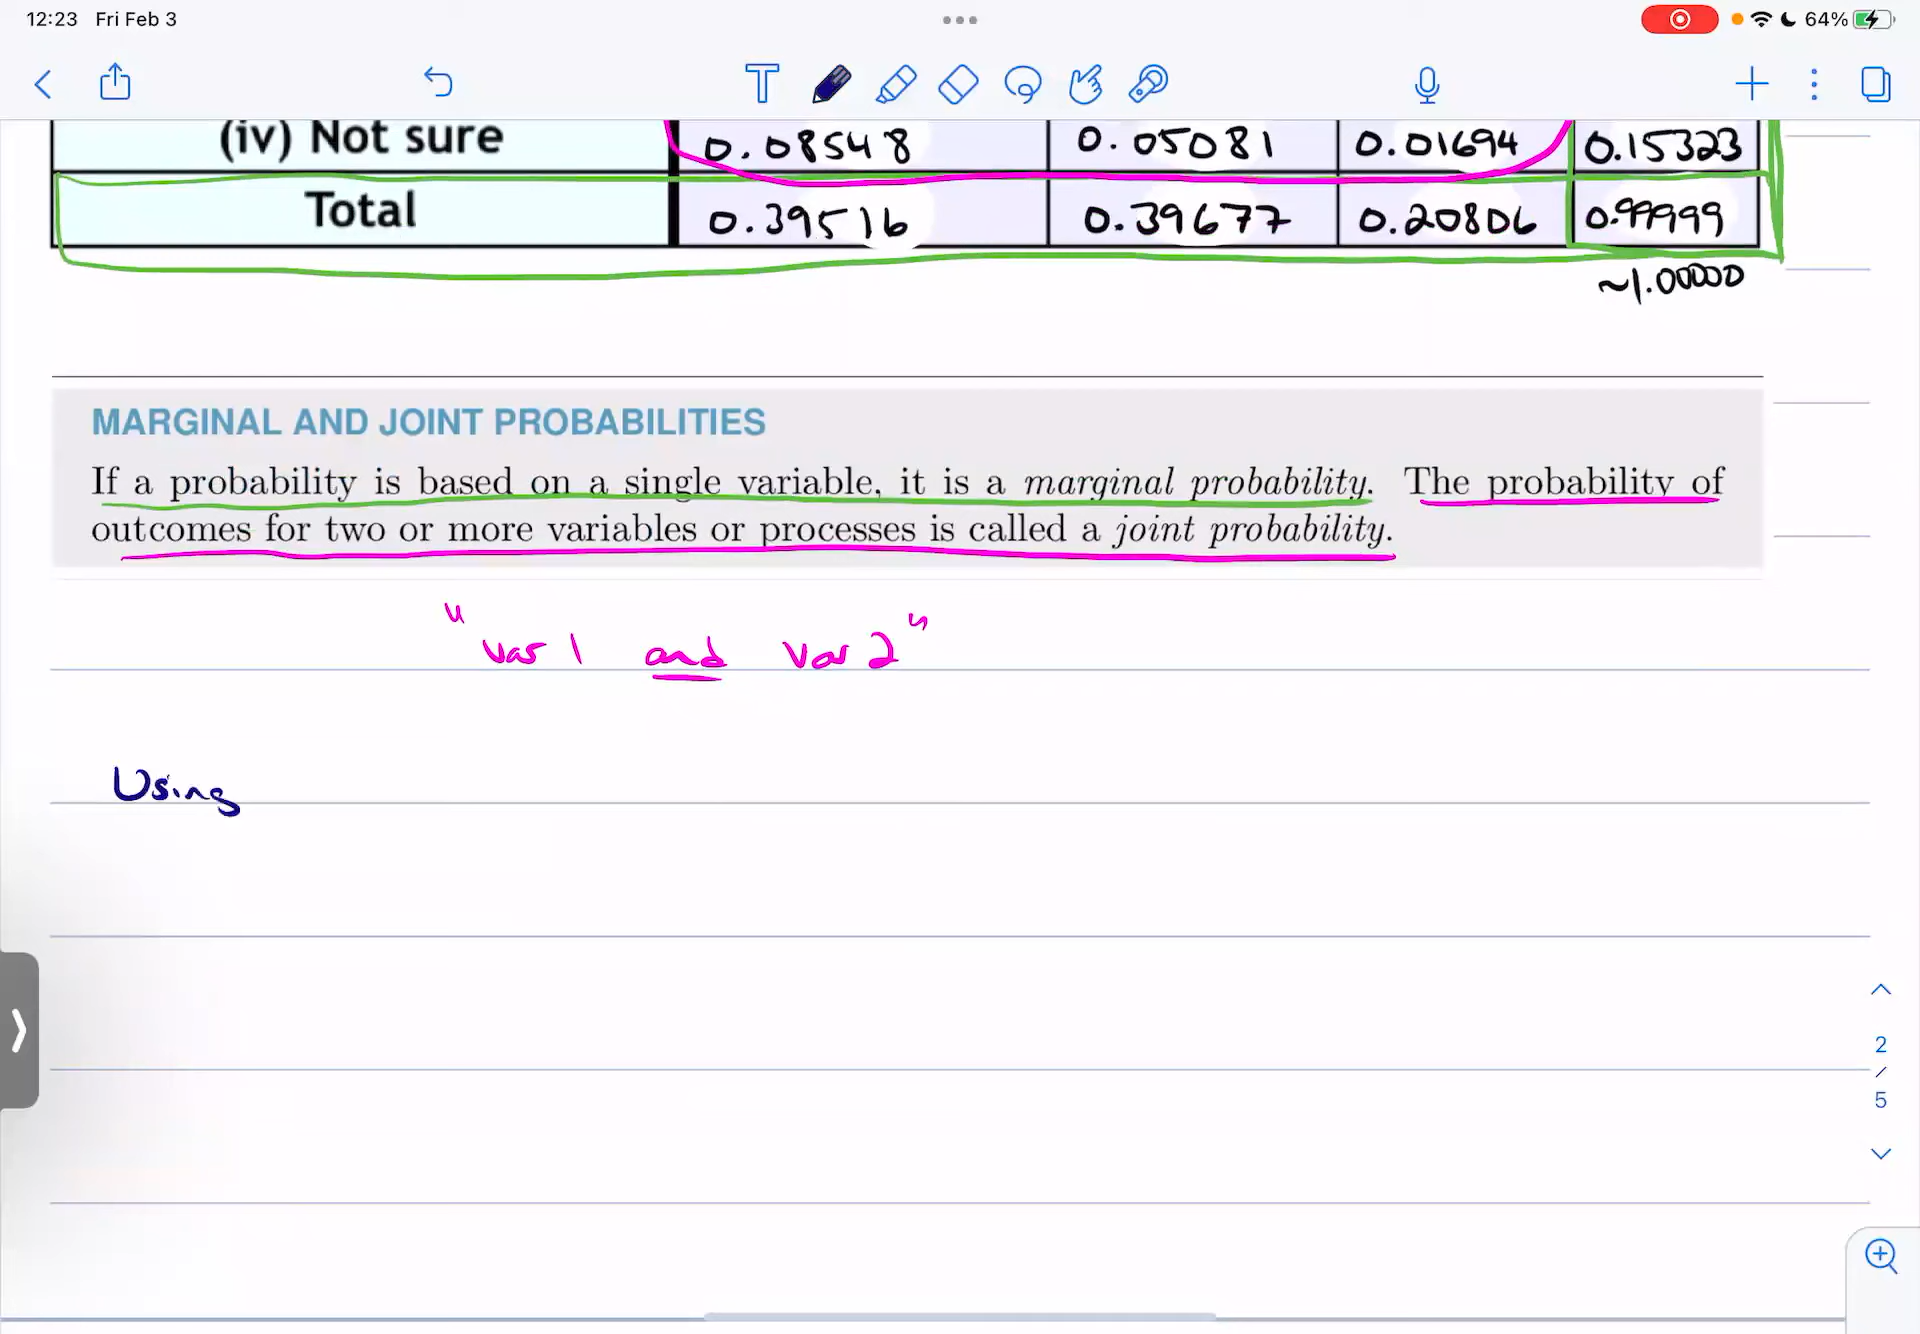 12:23 Fri Feb 3
64%
(iv) Not sure 0.08548 0.05081 0.01694 0.15323
Total 0.39516 0.39677 0.20806 0.99999
~1.00000
MARGINAL AND JOINT PROBABILITIES
If a probability is based on a single variable, it is a marginal probability. The probability of
outcomes for two or more variables or processes is called a joint probability.
"var 1 and var 2"
Using
2
/
5